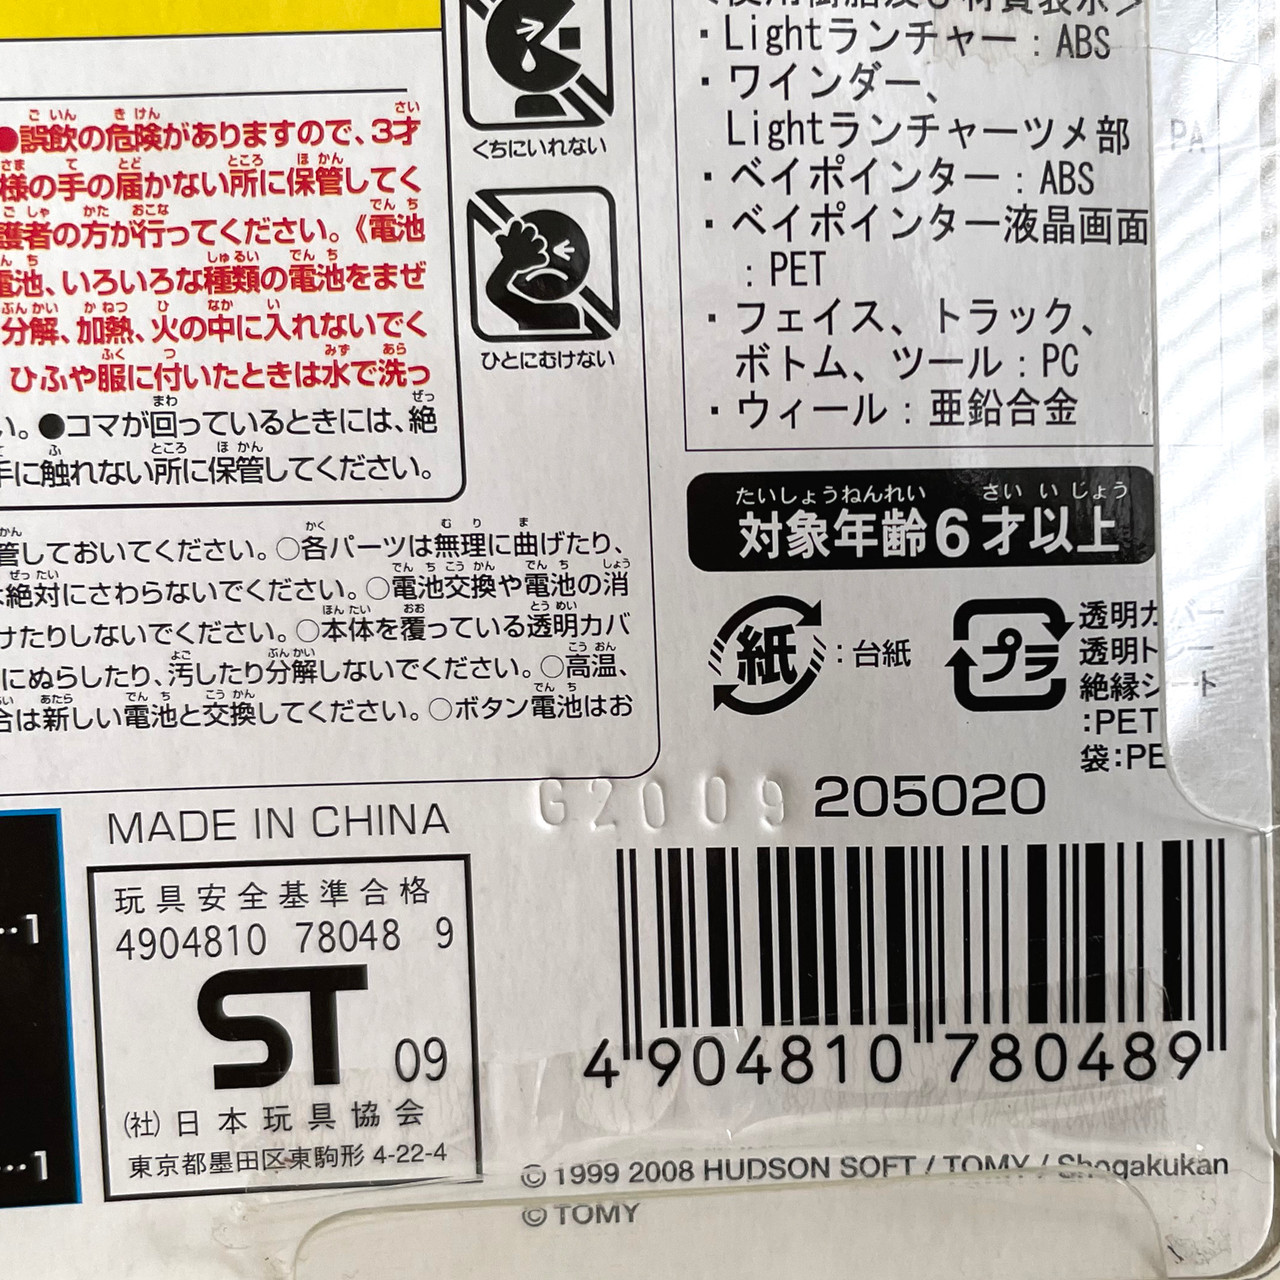 くちにいれない
ひとにむけない
●誤飲の危険がありますので、3才
様の手の届かない所に保管してく
護者の方が行ってください。《電池
電池、いろいろな種類の電池をまぜ
分解、加熱、火の中に入れないでく
ひふや服に付いたときは水で洗っ
い。●コマが回っているときには、絶
手に触れない所に保管してください。
管しておいてください。○各パーツは無理に曲げたり、
絶対にさわらないでください。○電池交換や電池の消
けたりしないでください。○本体を覆っている透明カバ
にぬらしたり、汚したり分解しないでください。○高温、
合は新しい電池と交換してください。○ボタン電池はお
<使用樹脂及び材質表示>
・Lightランチャー：ABS
・ワインダー、
Lightランチャーツメ部
PA
・ベイポインター：ABS
・ベイポインター液晶画面
：PET
・フェイス、トラック、
ボトム、ツール：PC
・ウィール：亜鉛合金
たいしょうねんれい さい い じょう
対象年齢6才以上
紙：台紙
プラ
透明カバー
透明トレー
絶縁シート
:PET
袋:PE
G2009
205020
MADE IN CHINA
玩具安全基準合格
4904810 78048 9
ST 09
(社)日本玩具協会
東京都墨田区東駒形 4-22-4
…1
…1
4 904810 780489
© 1999 2008 HUDSON SOFT / TOMY / Shogakukan
© TOMY